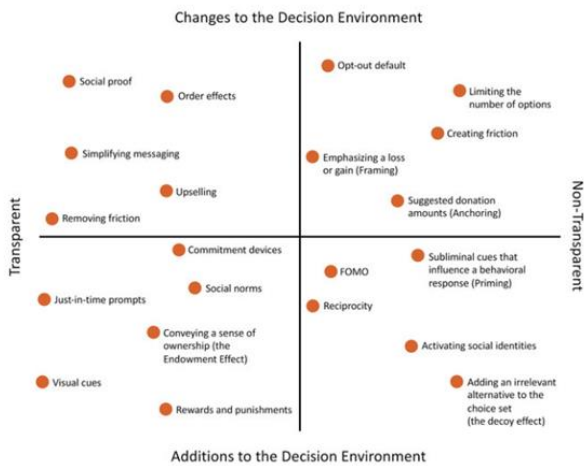 Changes to the Decision Environment
Opt-out default
Social proof
Limiting the
number of options
Order effects
Creating friction
Simplifying messaging
Emphasizing a loss
or gain (Framing)
Upselling
Suggested donation
amounts (Anchoring)
Removing friction
Transparent
Non-Transparent
Commitment devices
Subliminal cues that
influence a behavioral
response (Priming)
FOMO
Social norms
Just-in-time prompts
Reciprocity
Conveying a sense of
ownership (the
Endowment Effect)
Activating social identities
Visual cues
Adding an irrelevant
alternative to the
choice set
(the decoy effect)
Rewards and punishments
Additions to the Decision Environment